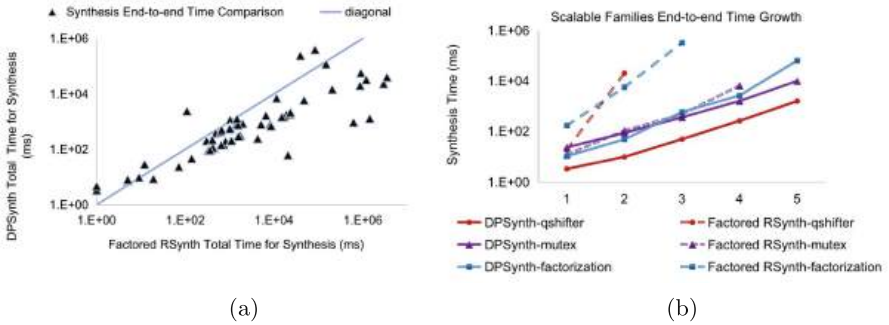 Synthesis End-to-end Time Comparison
diagonal
1.E+06
1.E+04
1.E+02
1.E+00
DPSynth Total Time for Synthesis
(ms)
1.E+00
1.E+02
1.E+04
1.E+06
Factored RSynth Total Time for Synthesis (ms)
(a)
Scalable Families End-to-end Time Growth
1.E+06
1.E+04
1.E+02
1.E+00
Synthesis Time (ms)
1
2
3
4
5
DPSynth-qshifter
Factored RSynth-qshifter
DPSynth-mutex
Factored RSynth-mutex
DPSynth-factorization
Factored RSynth-factorization
(b)